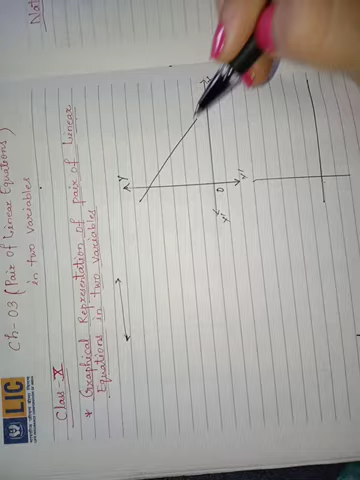 Not
LIC
Ch-03 (Pair of Linear Equations
in two variables
Class-X
* Graphical Representation of pair of Linear
Equations in two variables
Y
X'
O